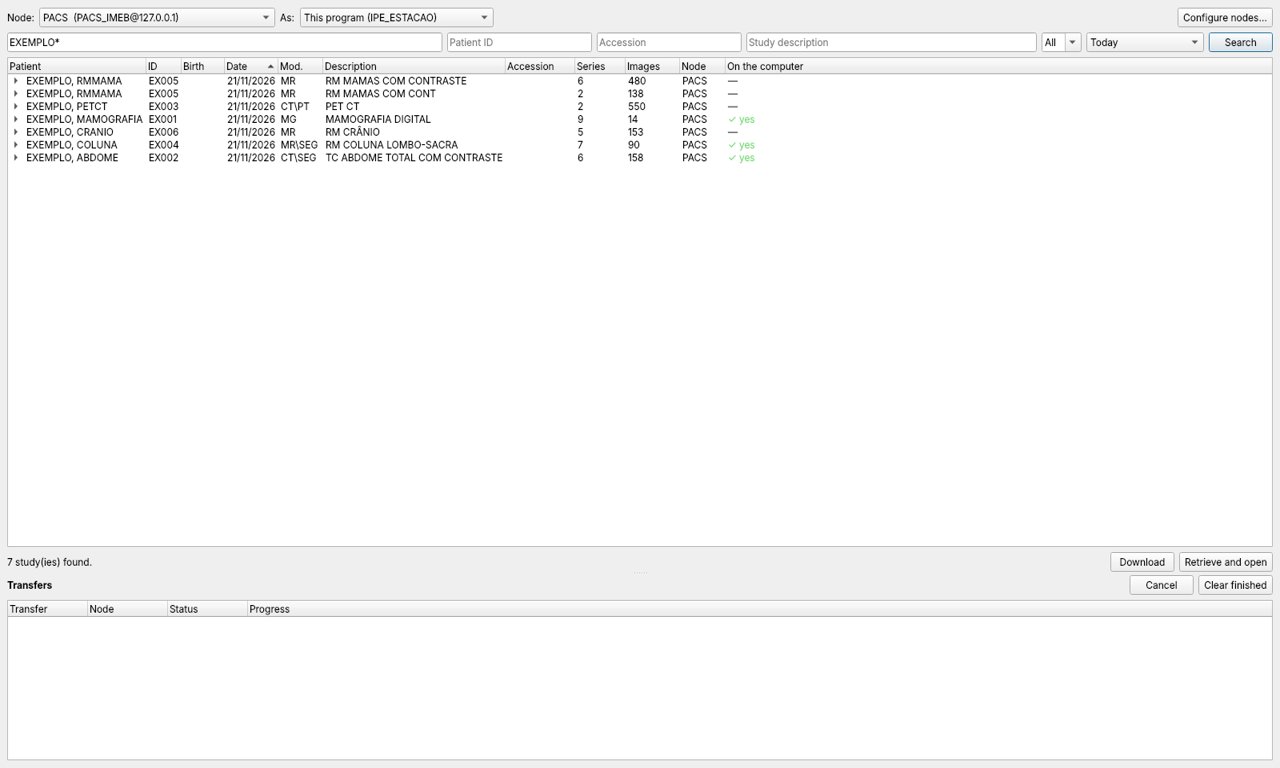 Node: PACS (PACS_IMEB@127.0.0.1) As: This program (IPE_ESTACAO) Configure nodes...
EXEMPLO* Patient ID Accession Study description All Today Search
Patient ID Birth Date Mod. Description Accession Series Images Node On the computer
EXEMPLO, RMMAMA EX005 21/11/2026 MR RM MAMAS COM CONTRASTE 6 480 PACS —
EXEMPLO, RMMAMA EX005 21/11/2026 MR RM MAMAS COM CONT 2 138 PACS —
EXEMPLO, PETCT EX003 21/11/2026 CT\PT PET CT 2 550 PACS —
EXEMPLO, MAMOGRAFIA EX001 21/11/2026 MG MAMOGRAFIA DIGITAL 9 14 PACS ✓ yes
EXEMPLO, CRANIO EX006 21/11/2026 MR RM CRÂNIO 5 153 PACS —
EXEMPLO, COLUNA EX004 21/11/2026 MR\SEG RM COLUNA LOMBO-SACRA 7 90 PACS ✓ yes
EXEMPLO, ABDOME EX002 21/11/2026 CT\SEG TC ABDOME TOTAL COM CONTRASTE 6 158 PACS ✓ yes
7 study(ies) found. Download Retrieve and open
Transfers Cancel Clear finished
Transfer Node Status Progress